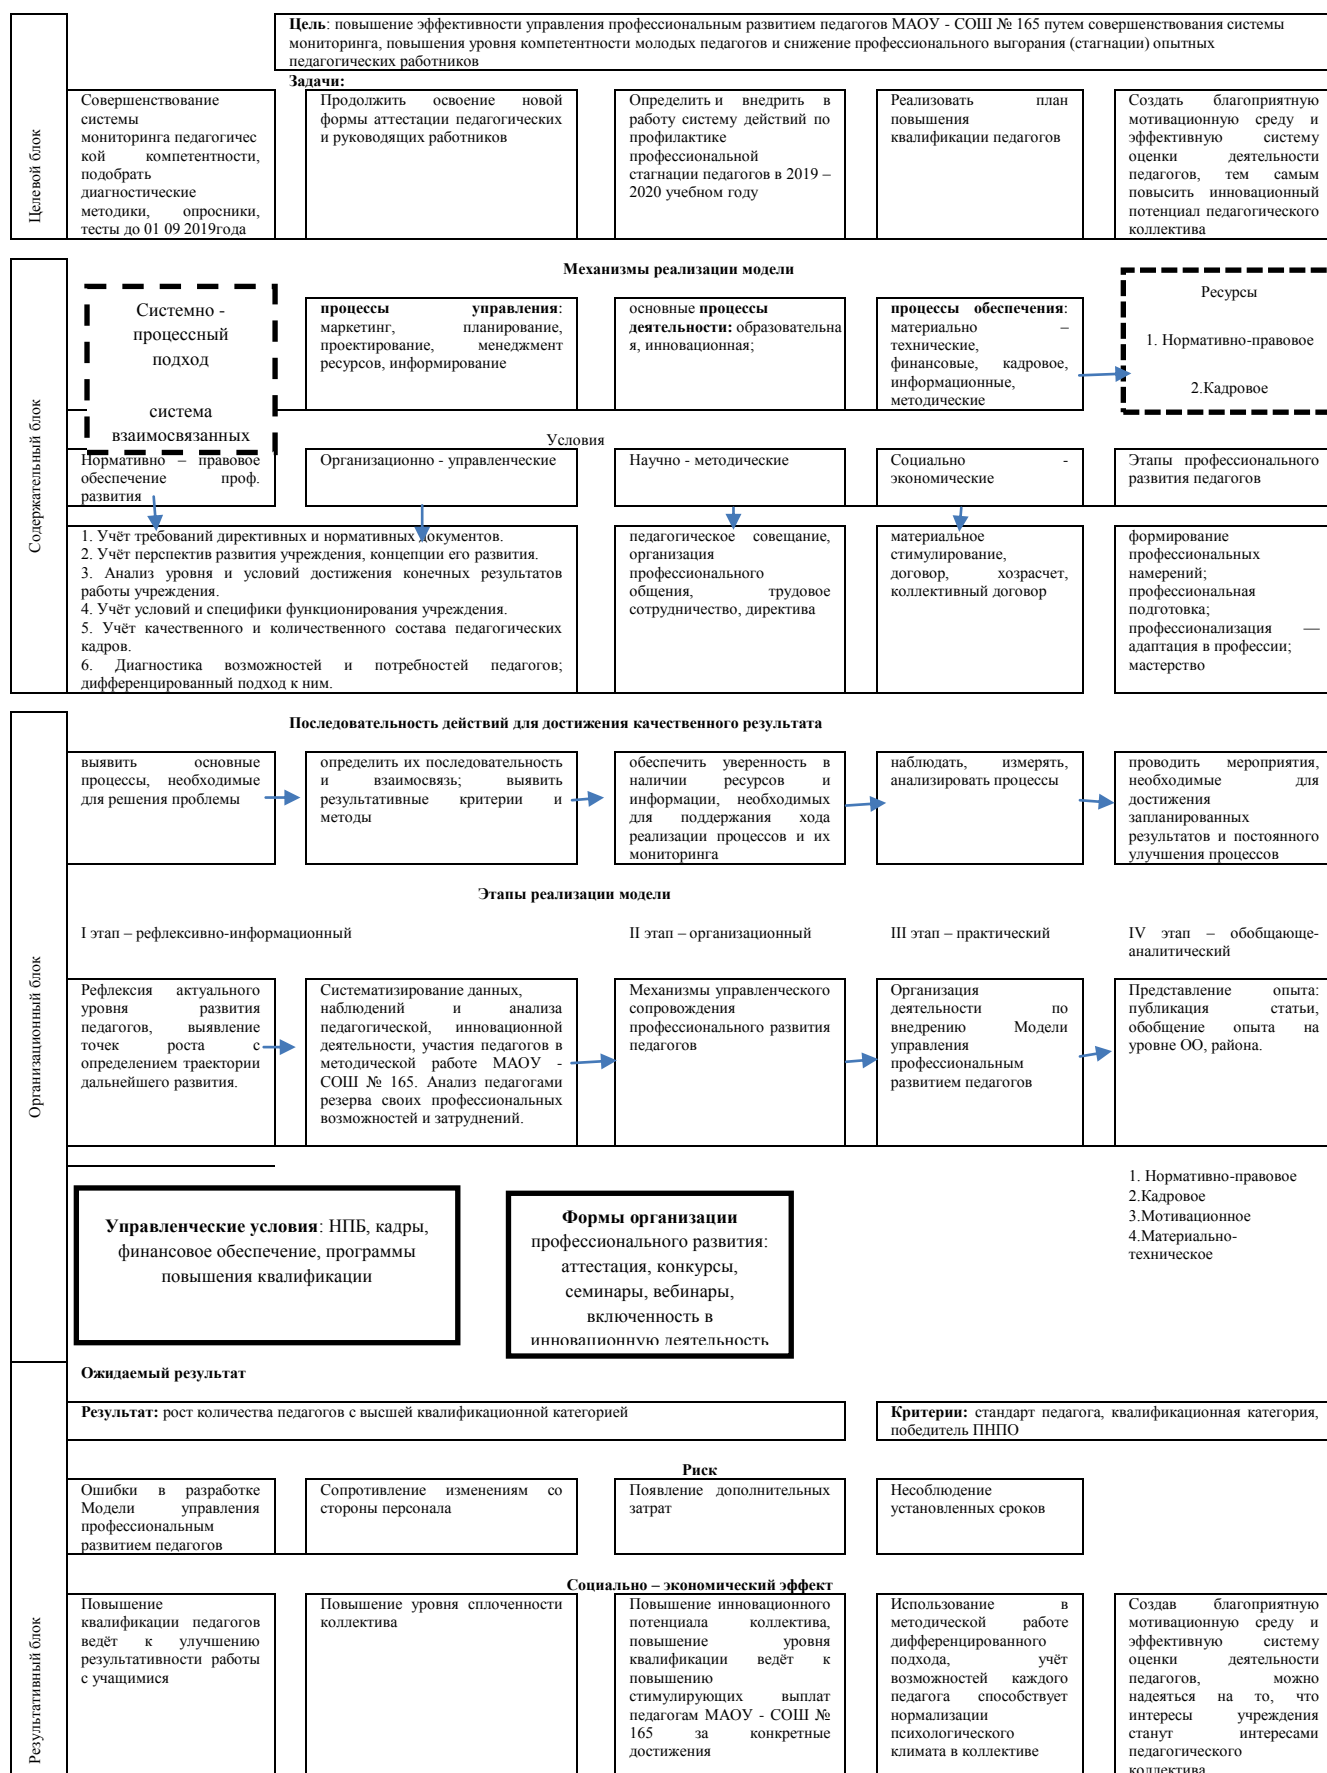 Целевой блок
Цель: повышение эффективности управления профессиональным развитием педагогов МАОУ - СОШ № 165 путем совершенствования системы
мониторинга, повышения уровня компетентности молодых педагогов и снижение профессионального выгорания (стагнации) опытных
педагогических работников
Задачи:
Совершенствование
системы
мониторинга педагогичес
кой компетентности,
подобрать
диагностические
методики, опросники,
тесты до 01 09 2019года
Продолжить освоение новой
формы аттестации педагогических
и руководящих работников
Определить и внедрить в
работу систему действий по
профилактике
профессиональной
стагнации педагогов в 2019 –
2020 учебном году
Реализовать план
повышения
квалификации педагогов
Создать благоприятную
мотивационную среду и
эффективную систему
оценки деятельности
педагогов, тем самым
повысить инновационный
потенциал педагогического
коллектива
Содержательный блок
Механизмы реализации модели
Системно -
процессный
подход
система
взаимосвязанных
процессы управления:
маркетинг, планирование,
проектирование, менеджмент
ресурсов, информирование
основные процессы
деятельности: образовательна
я, инновационная;
процессы обеспечения:
материально –
технические,
финансовые, кадровое,
информационные,
методические
Ресурсы
1. Нормативно-правовое
2.Кадровое
Условия
Нормативно – правовое
обеспечение проф.
развития
Организационно - управленческие
Научно - методические
Социально -
экономические
Этапы профессионального
развития педагогов
1. Учёт требований директивных и нормативных документов.
2. Учёт перспектив развития учреждения, концепции его развития.
3. Анализ уровня и условий достижения конечных результатов
работы учреждения.
4. Учёт условий и специфики функционирования учреждения.
5. Учёт качественного и количественного состава педагогических
кадров.
6. Диагностика возможностей и потребностей педагогов;
дифференцированный подход к ним.
педагогическое совещание,
организация
профессионального
общения, трудовое
сотрудничество, директива
материальное
стимулирование,
договор, хозрасчет,
коллективный договор
формирование
профессиональных
намерений;
профессиональная
подготовка;
профессионализация —
адаптация в профессии;
мастерство
Организационный блок
Последовательность действий для достижения качественного результата
выявить основные
процессы, необходимые
для решения проблемы
определить их последовательность
и взаимосвязь; выявить
результативные критерии и
методы
обеспечить уверенность в
наличии ресурсов и
информации, необходимых
для поддержания хода
реализации процессов и их
мониторинга
наблюдать, измерять,
анализировать процессы
проводить мероприятия,
необходимые для
достижения
запланированных
результатов и постоянного
улучшения процессов
Этапы реализации модели
I этап – рефлексивно-информационный
II этап – организационный
III этап – практический
IV этап – обобщающе-
аналитический
Рефлексия актуального
уровня развития
педагогов, выявление
точек роста с
определением траектории
дальнейшего развития.
Систематизирование данных,
наблюдений и анализа
педагогической, инновационной
деятельности, участия педагогов в
методической работе МАОУ -
СОШ № 165. Анализ педагогами
резерва своих профессиональных
возможностей и затруднений.
Механизмы управленческого
сопровождения
профессионального развития
педагогов
Организация
деятельности по
внедрению Модели
управления
профессиональным
развитием педагогов
Представление опыта:
публикация статьи,
обобщение опыта на
уровне ОО, района.
Управленческие условия: НПБ, кадры,
финансовое обеспечение, программы
повышения квалификации
Формы организации
профессионального развития:
аттестация, конкурсы,
семинары, вебинары,
включенность в
инновационную деятельность
1. Нормативно-правовое
2.Кадровое
3.Мотивационное
4.Материально-
техническое
Результативный блок
Ожидаемый результат
Результат: рост количества педагогов с высшей квалификационной категорией
Критерии: стандарт педагога, квалификационная категория,
победитель ПНПО
Риск
Ошибки в разработке
Модели управления
профессиональным
развитием педагогов
Сопротивление изменениям со
стороны персонала
Появление дополнительных
затрат
Несоблюдение
установленных сроков
Социально – экономический эффект
Повышение
квалификации педагогов
ведёт к улучшению
результативности работы
с учащимися
Повышение уровня сплоченности
коллектива
Повышение инновационного
потенциала коллектива,
повышение уровня
квалификации ведёт к
повышению
стимулирующих выплат
педагогам МАОУ - СОШ №
165 за конкретные
достижения
Использование в
методической работе
дифференцированного
подхода, учёт
возможностей каждого
педагога способствует
нормализации
психологического
климата в коллективе
Создав благоприятную
мотивационную среду и
эффективную систему
оценки деятельности
педагогов, можно
надеяться на то, что
интересы учреждения
станут интересами
педагогического
коллектива